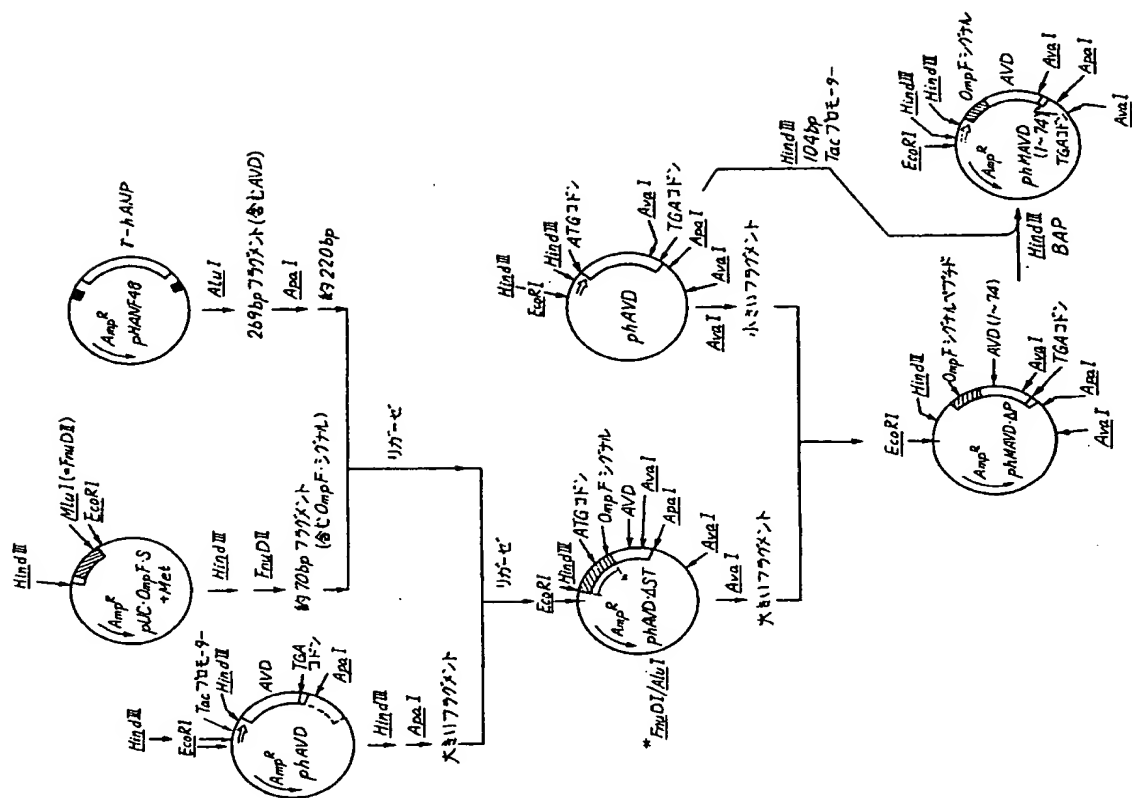 HindⅢ
EcoRI
Tacプロモーター
HindⅢ
AVD
TGA
コドン
ApaI
Amp^R
phAVD
HindⅢ
ApaI
大きいフラグメント
HindⅢ
MluI(=FnuDⅡ)
EcoRI
Amp^R
pUC・OmpF・S
+Met
HindⅢ
FnuDⅡ
約70bpフラグメント
(含むOmpFシグナル)
γ-hANP
Amp^R
pHANF48
AluI
269bpフラグメント(含むAVD)
ApaI
約220bp
リガーゼ
リガーゼ
EcoRI
HindⅢ
ATGコドン
OmpFシグナル
AVD
AvaI
ApaI
AvaI
Amp^R
phAVD・ΔST
*FnuDI/AluI
AvaI
大きいフラグメント
HindⅢ
EcoRI
HindⅢ
ATGコドン
AvaI
TGAコドン
ApaI
AvaI
Amp^R
phAVD
AvaI
小さいフラグメント
HindⅢ
104bp
Tacプロモーター
EcoRI
HindⅢ
OmpFシグナルペプチド
AVD(1~74)
AvaI
TGAコドン
ApaI
AvaI
Amp^R
phMAVD・ΔP
HindⅢ
BAP
EcoRI
HindⅢ
HindⅢ
OmpFシグナル
AVD
AvaI
ApaI
AvaI
Amp^R
phMAVD
(1~74)
TGAコドン